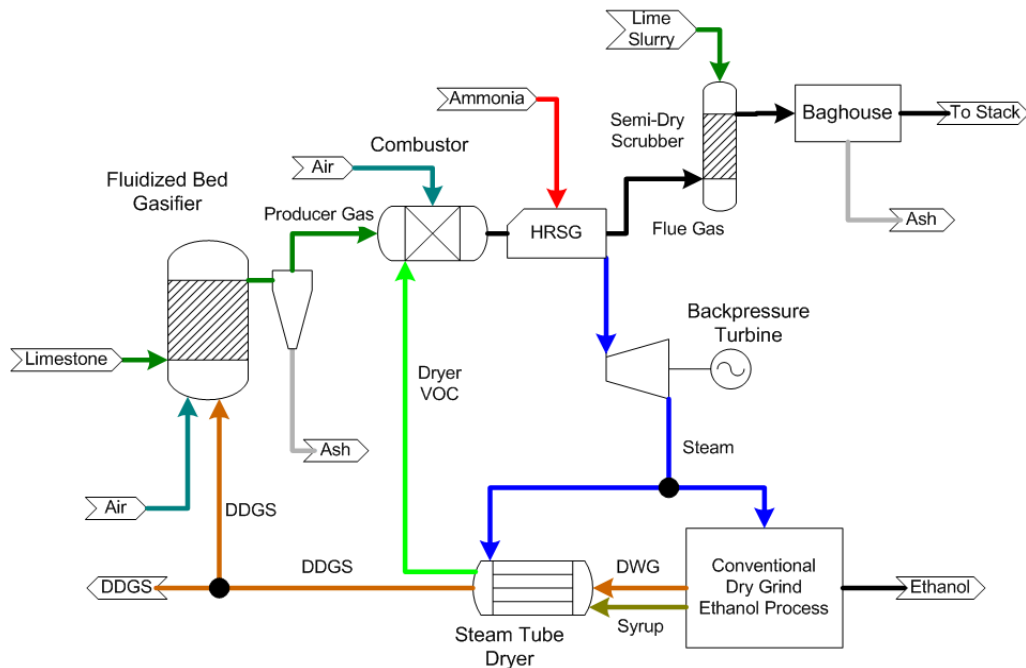 Lime
Slurry
Ammonia
Semi-Dry
Scrubber
Baghouse
To Stack
Combustor
Air
Fluidized Bed
Gasifier
Producer Gas
HRSG
Flue Gas
Ash
Backpressure
Turbine
Limestone
Dryer
VOC
Ash
Steam
Air
DDGS
DDGS
DDGS
DWG
Syrup
Conventional
Dry Grind
Ethanol Process
Ethanol
Steam Tube
Dryer